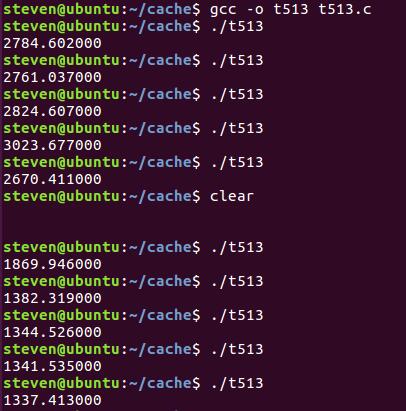 steven@ubuntu:~/cache$ gcc -o t513 t513.c
steven@ubuntu:~/cache$ ./t513
2784.602000
steven@ubuntu:~/cache$ ./t513
2761.037000
steven@ubuntu:~/cache$ ./t513
2824.607000
steven@ubuntu:~/cache$ ./t513
3023.677000
steven@ubuntu:~/cache$ ./t513
2670.411000
steven@ubuntu:~/cache$ clear
steven@ubuntu:~/cache$ ./t513
1869.946000
steven@ubuntu:~/cache$ ./t513
1382.319000
steven@ubuntu:~/cache$ ./t513
1344.526000
steven@ubuntu:~/cache$ ./t513
1341.535000
steven@ubuntu:~/cache$ ./t513
1337.413000